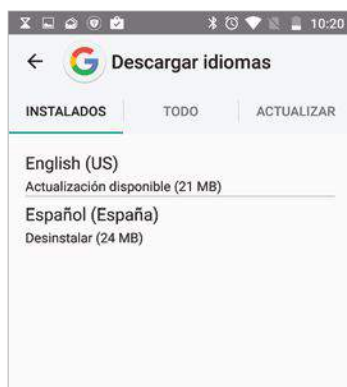 10:20
Descargar idiomas
INSTALADOS TODO ACTUALIZAR
English (US)
Actualización disponible (21 MB)
Español (España)
Desinstalar (24 MB)